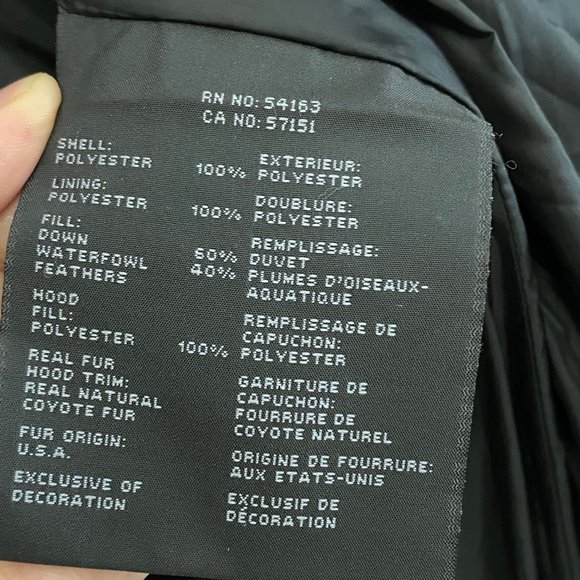 RN NO: 54163
CA NO: 57151
SHELL:
POLYESTER 100%
LINING:
POLYESTER 100%
FILL:
DOWN 60%
WATERFOWL 40%
FEATHERS
HOOD
FILL:
POLYESTER 100%
REAL FUR
HOOD TRIM:
REAL NATURAL
COYOTE FUR
FUR ORIGIN:
U.S.A.
EXCLUSIVE OF
DECORATION
EXTERIEUR:
POLYESTER
DOUBLURE:
POLYESTER
REMPLISSAGE:
DUVET
PLUMES D'OISEAUX-
AQUATIQUE
REMPLISSAGE DE
CAPUCHON:
POLYESTER
GARNITURE DE
CAPUCHON:
FOURRURE DE
COYOTE NATUREL
ORIGINE DE FOURRURE:
AUX ETATS-UNIS
EXCLUSIF DE
DÉCORATION